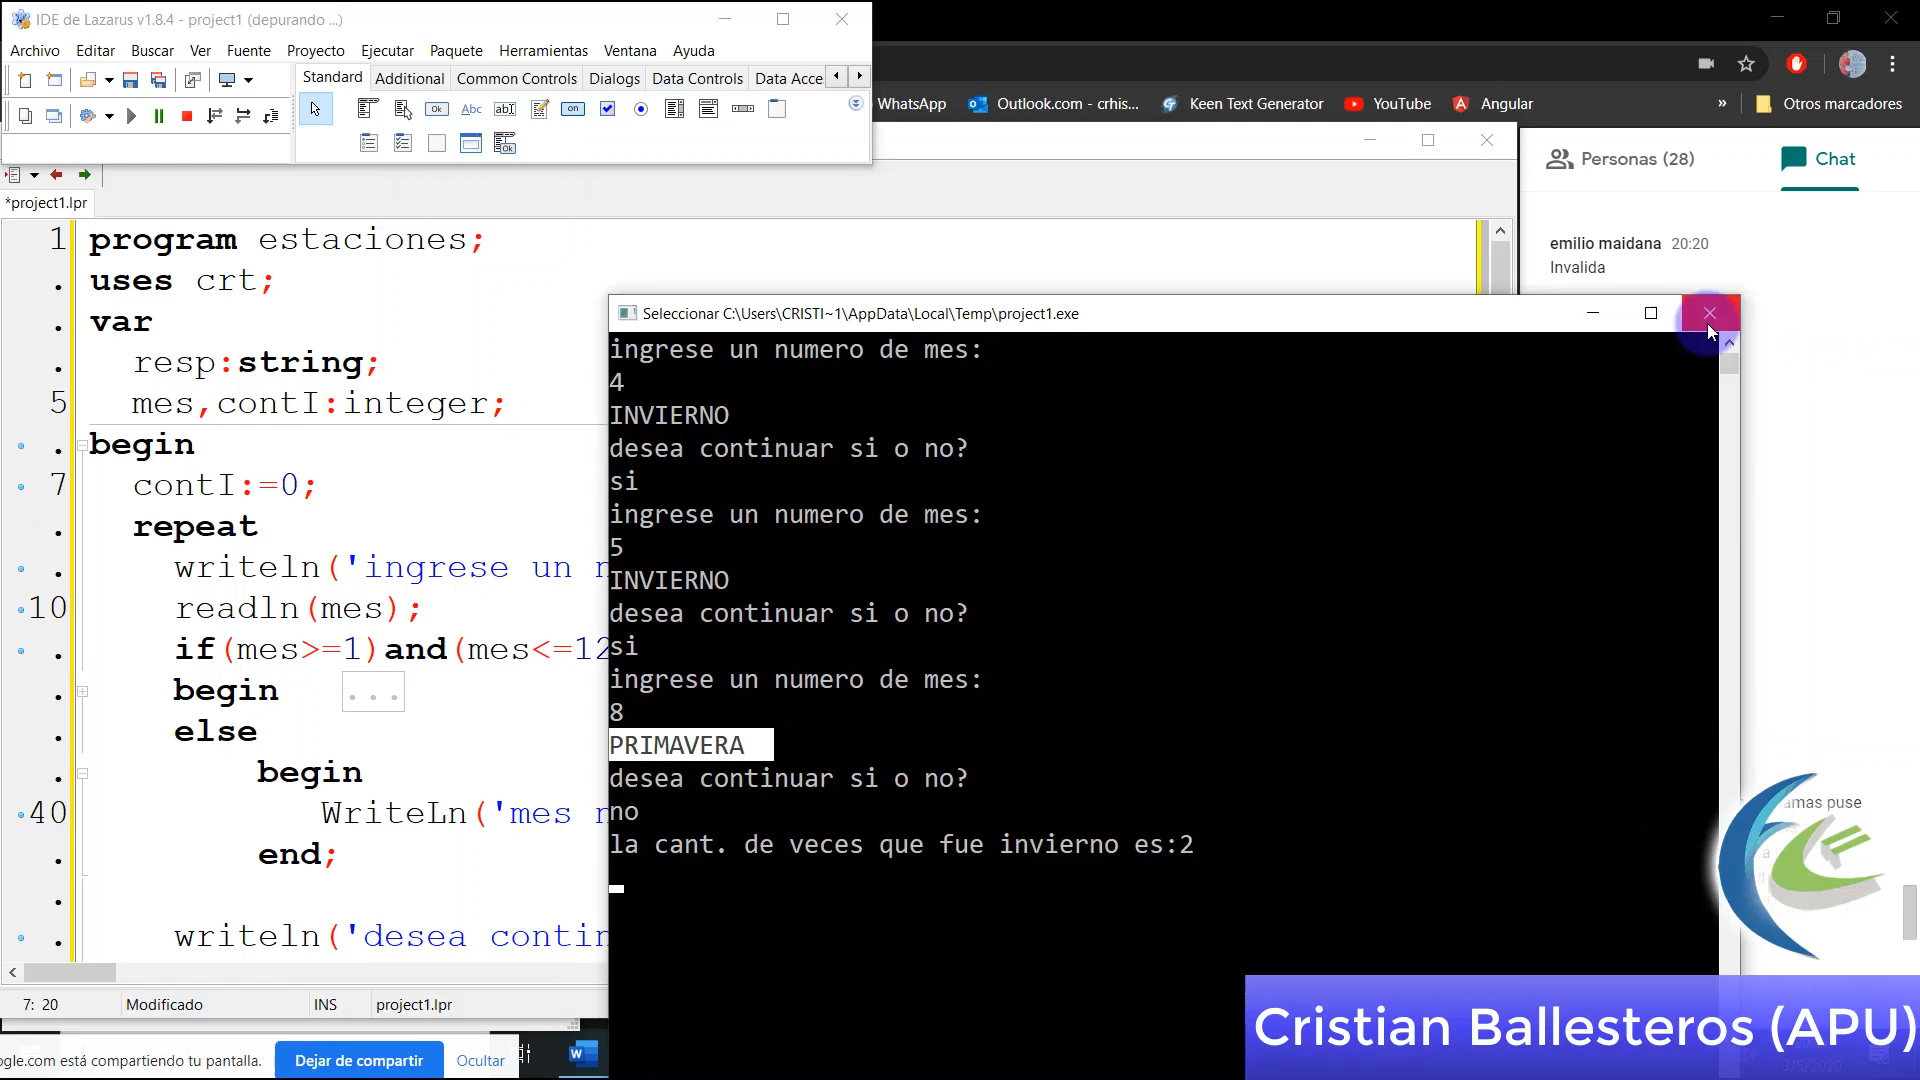 IDE de Lazarus v1.8.4 - project1 (depurando ...)
Archivo Editar Buscar Ver Fuente Proyecto Ejecutar Paquete Herramientas Ventana Ayuda
Standard Additional Common Controls Dialogs Data Controls Data Acce
Ok Abc abI on
Ok
WhatsApp Outlook.com - crhis... Keen Text Generator YouTube Angular » Otros marcadores
Personas (28) Chat
*project1.lpr
emilio maidana 20:20
Invalida
1 program estaciones;
. uses crt;
. var
. resp:string;
5 mes,contI:integer;
. begin
7 contI:=0;
. repeat
. writeln('ingrese un n
10 readln(mes);
. if(mes>=1)and(mes<=12
. begin ...
. else
. begin
40 WriteLn('mes n
. end;
.
. writeln('desea contin
Seleccionar C:\Users\CRISTI~1\AppData\Local\Temp\project1.exe
ingrese un numero de mes:
4
INVIERNO
desea continuar si o no?
si
ingrese un numero de mes:
5
INVIERNO
desea continuar si o no?
si
ingrese un numero de mes:
8
PRIMAVERA
desea continuar si o no?
no
la cant. de veces que fue invierno es:2
amas puse
7: 20 Modificado INS project1.lpr
ogle.com está compartiendo tu pantalla. Dejar de compartir Ocultar
Cristian Ballesteros (APU)